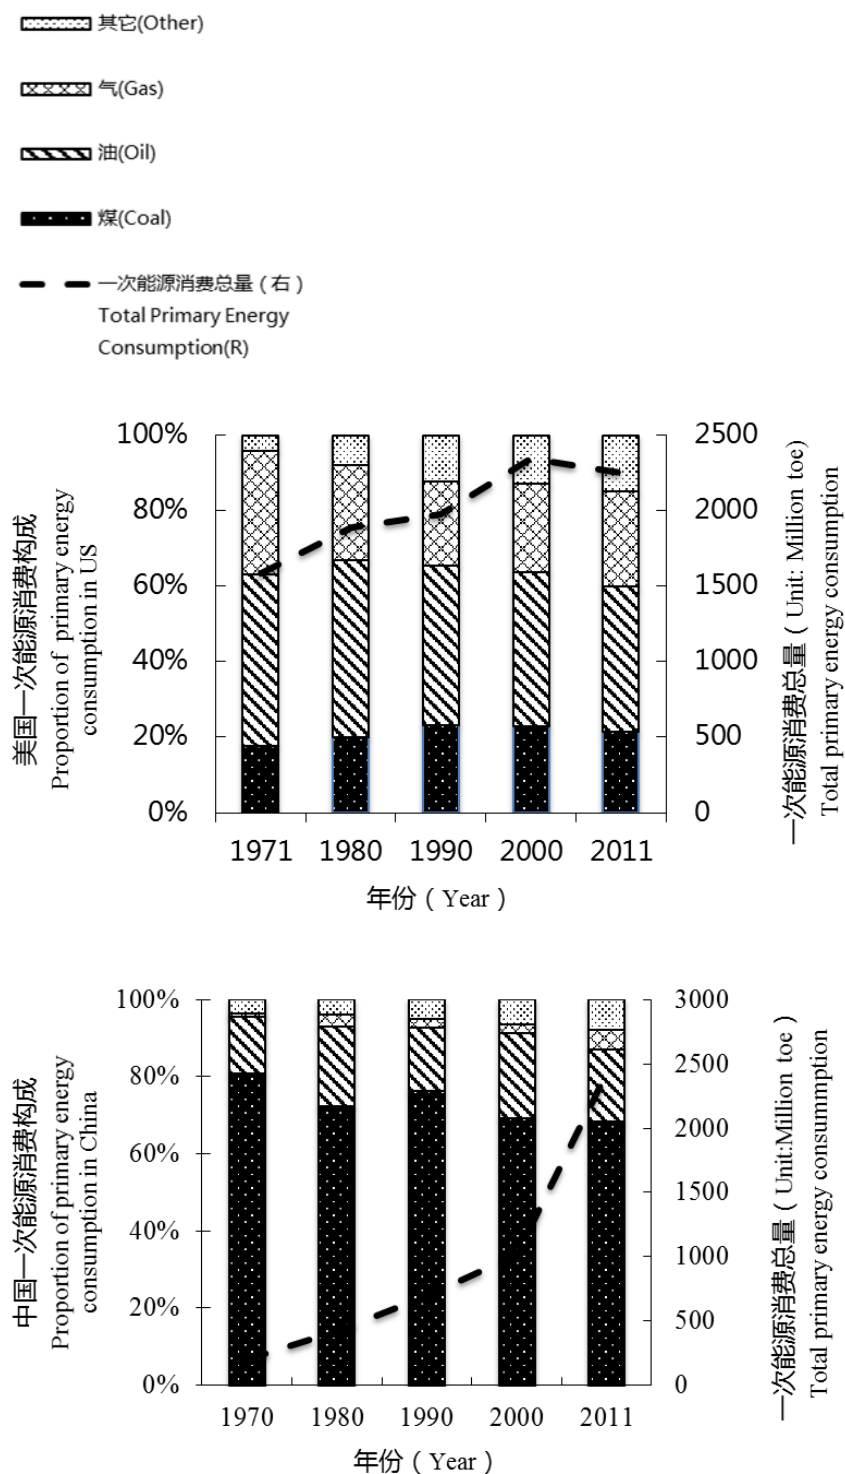 其它(Other)
气(Gas)
油(Oil)
煤(Coal)
一次能源消费总量（右）
Total Primary Energy
Consumption(R)
美国一次能源消费构成
Proportion of primary energy
consumption in US
100%
80%
60%
40%
20%
0%
2500
2000
1500
1000
500
0
1971 1980 1990 2000 2011
年份（Year）
一次能源消费总量（Unit: Million toe)
Total primary energy consumption
中国一次能源消费构成
Proportion of primary energy
consumption in China
100%
80%
60%
40%
20%
0%
3000
2500
2000
1500
1000
500
0
1970 1980 1990 2000 2011
年份（Year）
一次能源消费总量（Unit:Million toe）
Total primary energy consummption